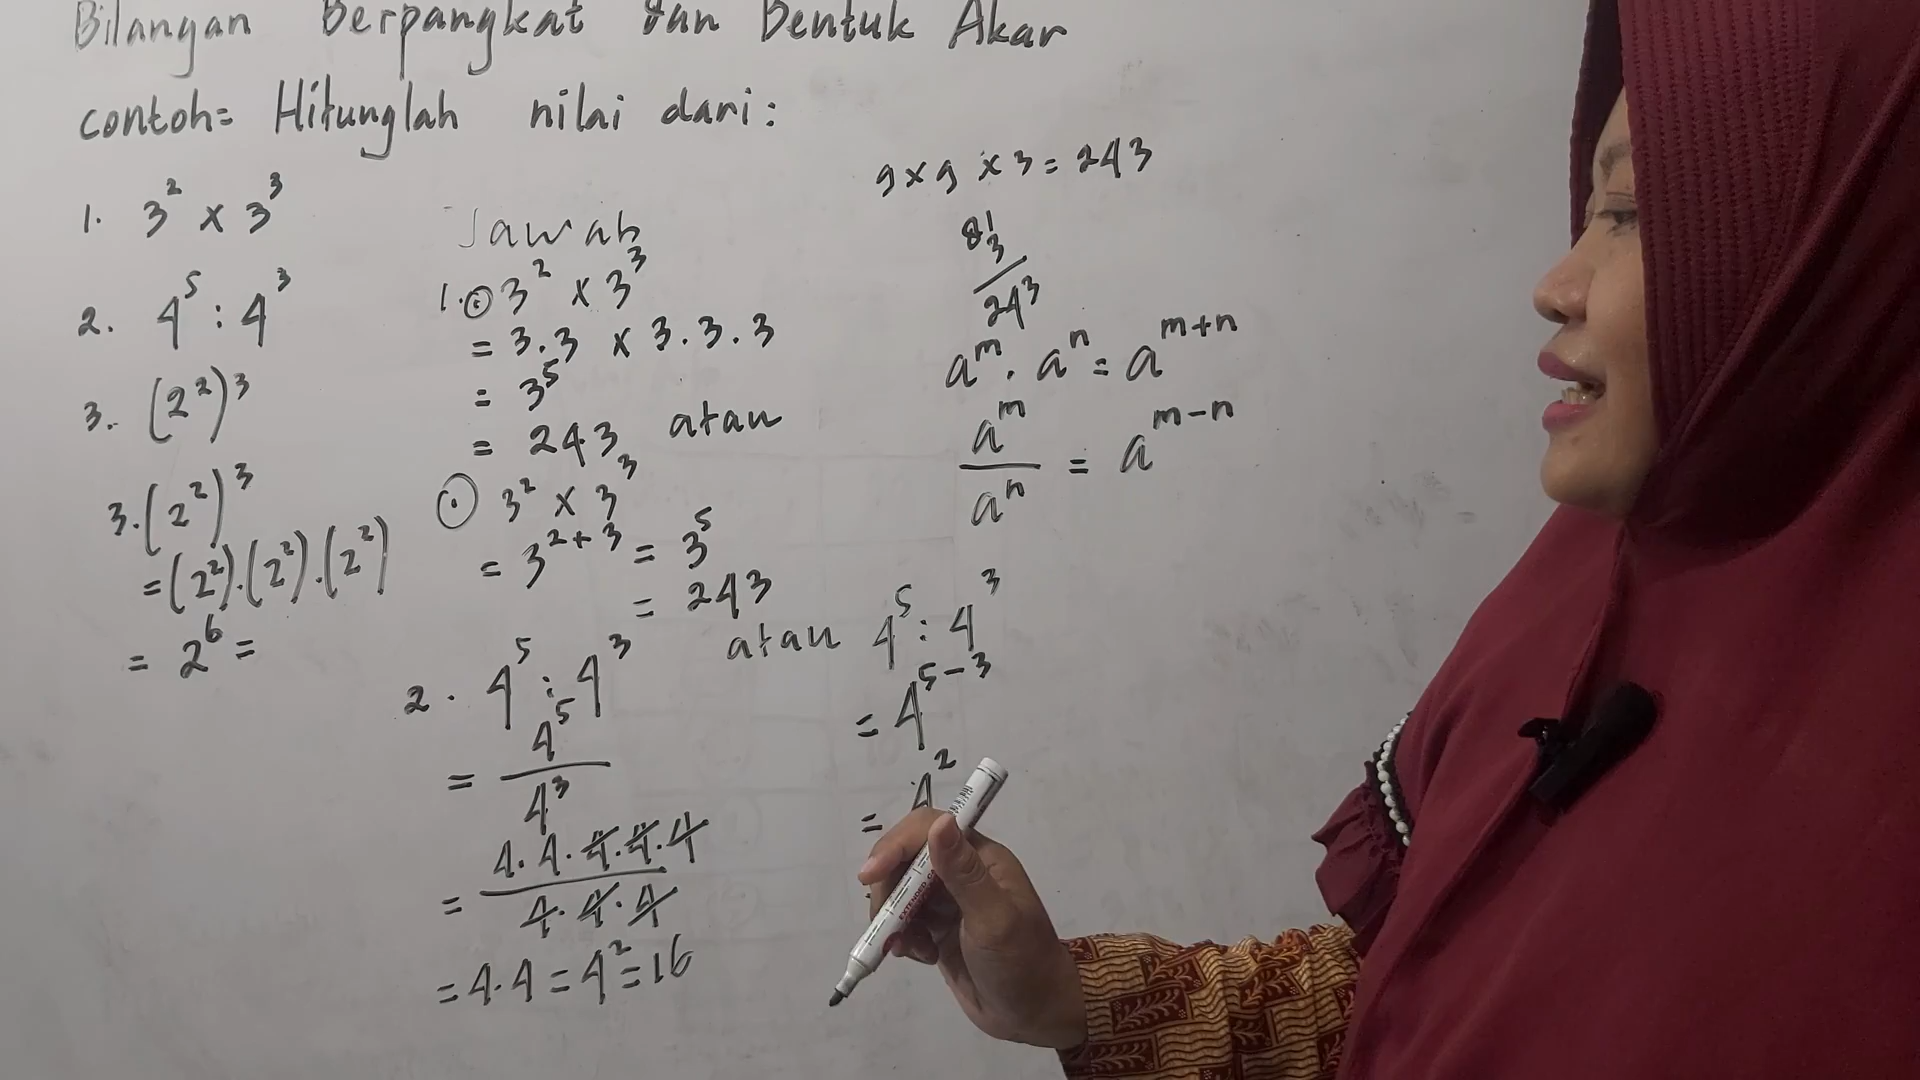 Bilangan Berpangkat dan Bentuk Akar
contoh= Hitunglah nilai dari:
1. 3² x 3³
2. 4⁵ : 4³
3. (2²)³
3. (2²)³
= (2²).(2²).(2²)
= 2⁶ =
Jawab
1. ⊙ 3² x 3³
= 3.3 x 3.3.3
= 3⁵
= 243 atau
⊙ 3² x 3³
= 3²⁺³ = 3⁵
= 243
2. 4⁵ : 4³
= 4⁵/4³
= 4.4.4.4.4/4.4.4
= 4.4 = 4² = 16
atau 4⁵ : 4³
= 4⁵⁻³
= 4²
=
9 x 9 x 3 = 243
81
3
243
aᵐ . aⁿ = aᵐ⁺ⁿ
aᵐ/aⁿ = aᵐ⁻ⁿ